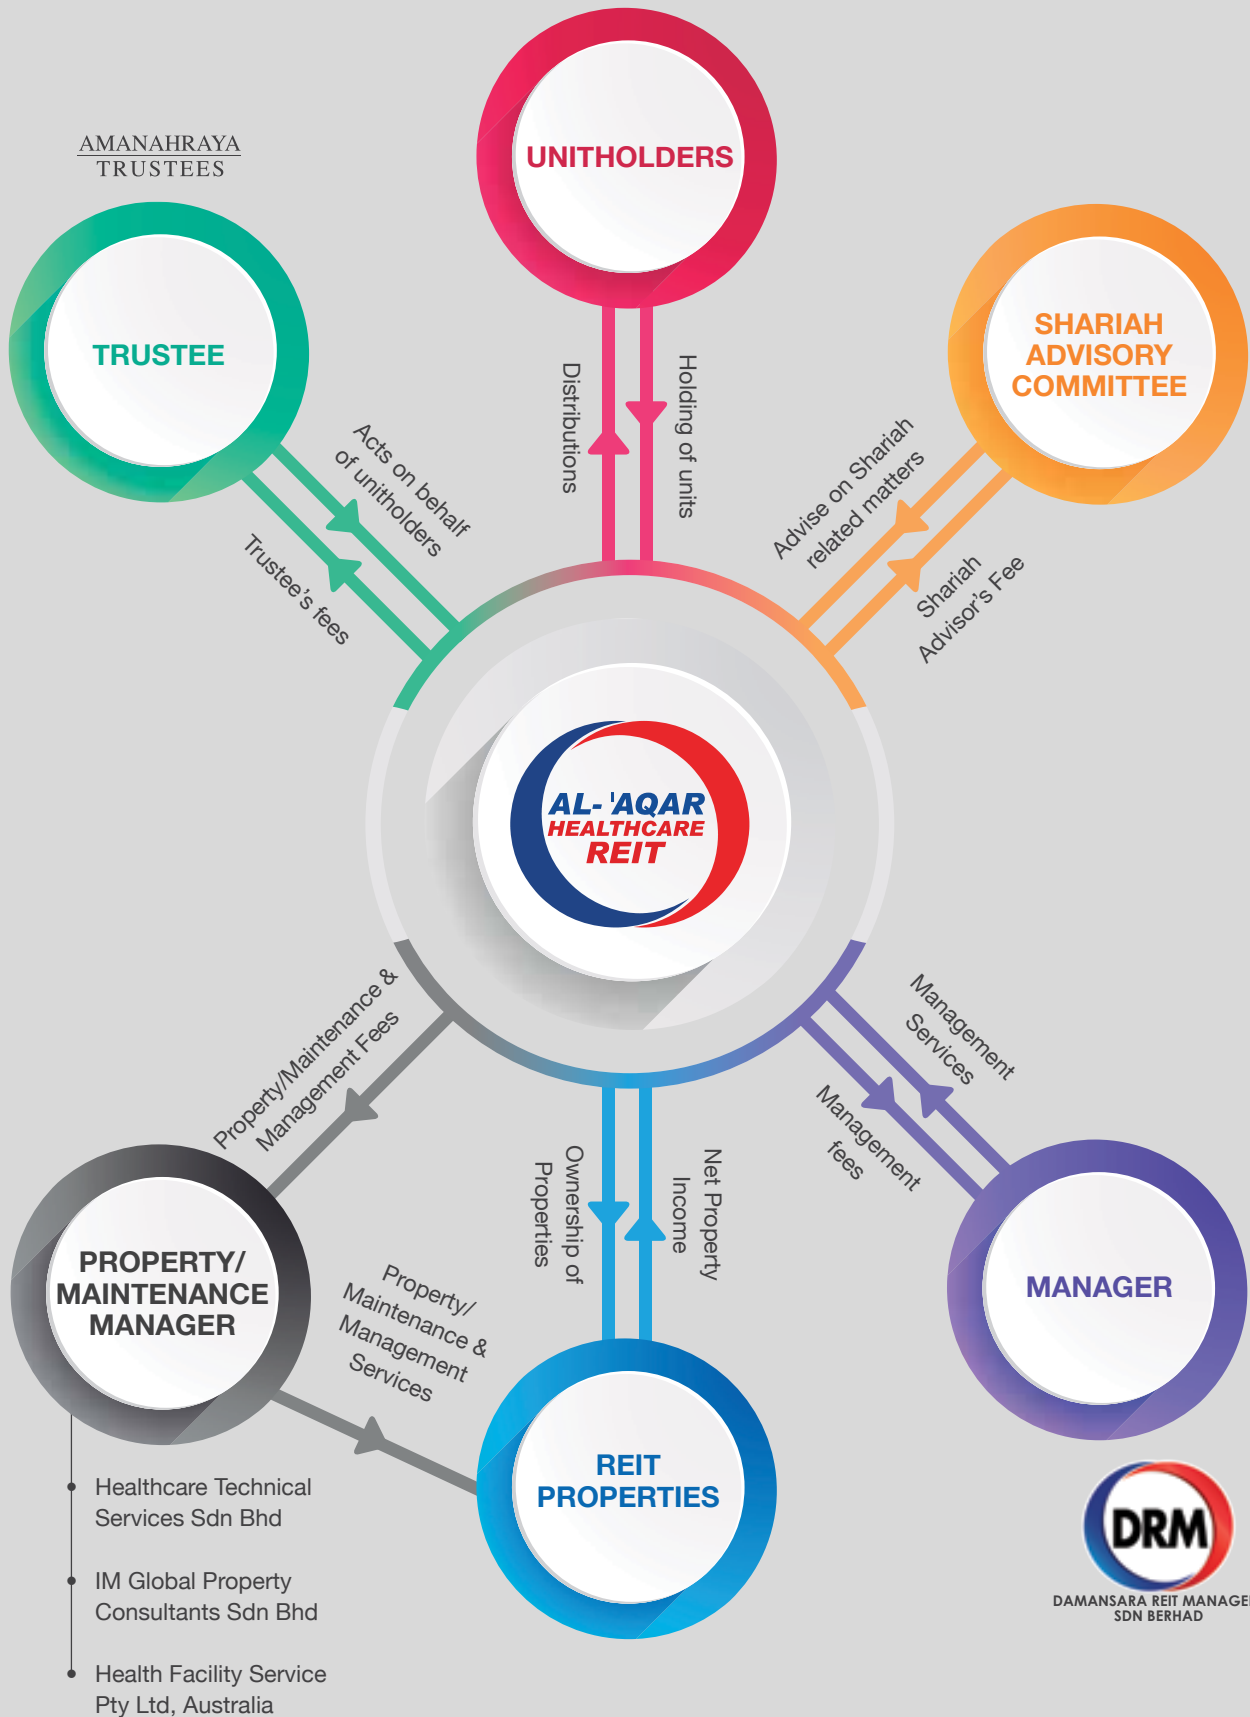 AMANAHRAYA
TRUSTEES
UNITHOLDERS
TRUSTEE
SHARIAH
ADVISORY
COMMITTEE
Distributions
Holding of units
Acts on behalf
of unitholders
Trustee's fees
Advise on Shariah
related matters
Shariah
Advisor's Fee
AL-'AQAR
HEALTHCARE
REIT
Property/Maintenance &
Management Fees
Management
Services
Management
fees
Ownership of
Properties
Net Property
Income
PROPERTY/
MAINTENANCE
MANAGER
Property/
Maintenance &
Management
Services
MANAGER
REIT
PROPERTIES
Healthcare Technical
Services Sdn Bhd
IM Global Property
Consultants Sdn Bhd
Health Facility Service
Pty Ltd, Australia
DRM
DAMANSARA REIT MANAGE
SDN BERHAD